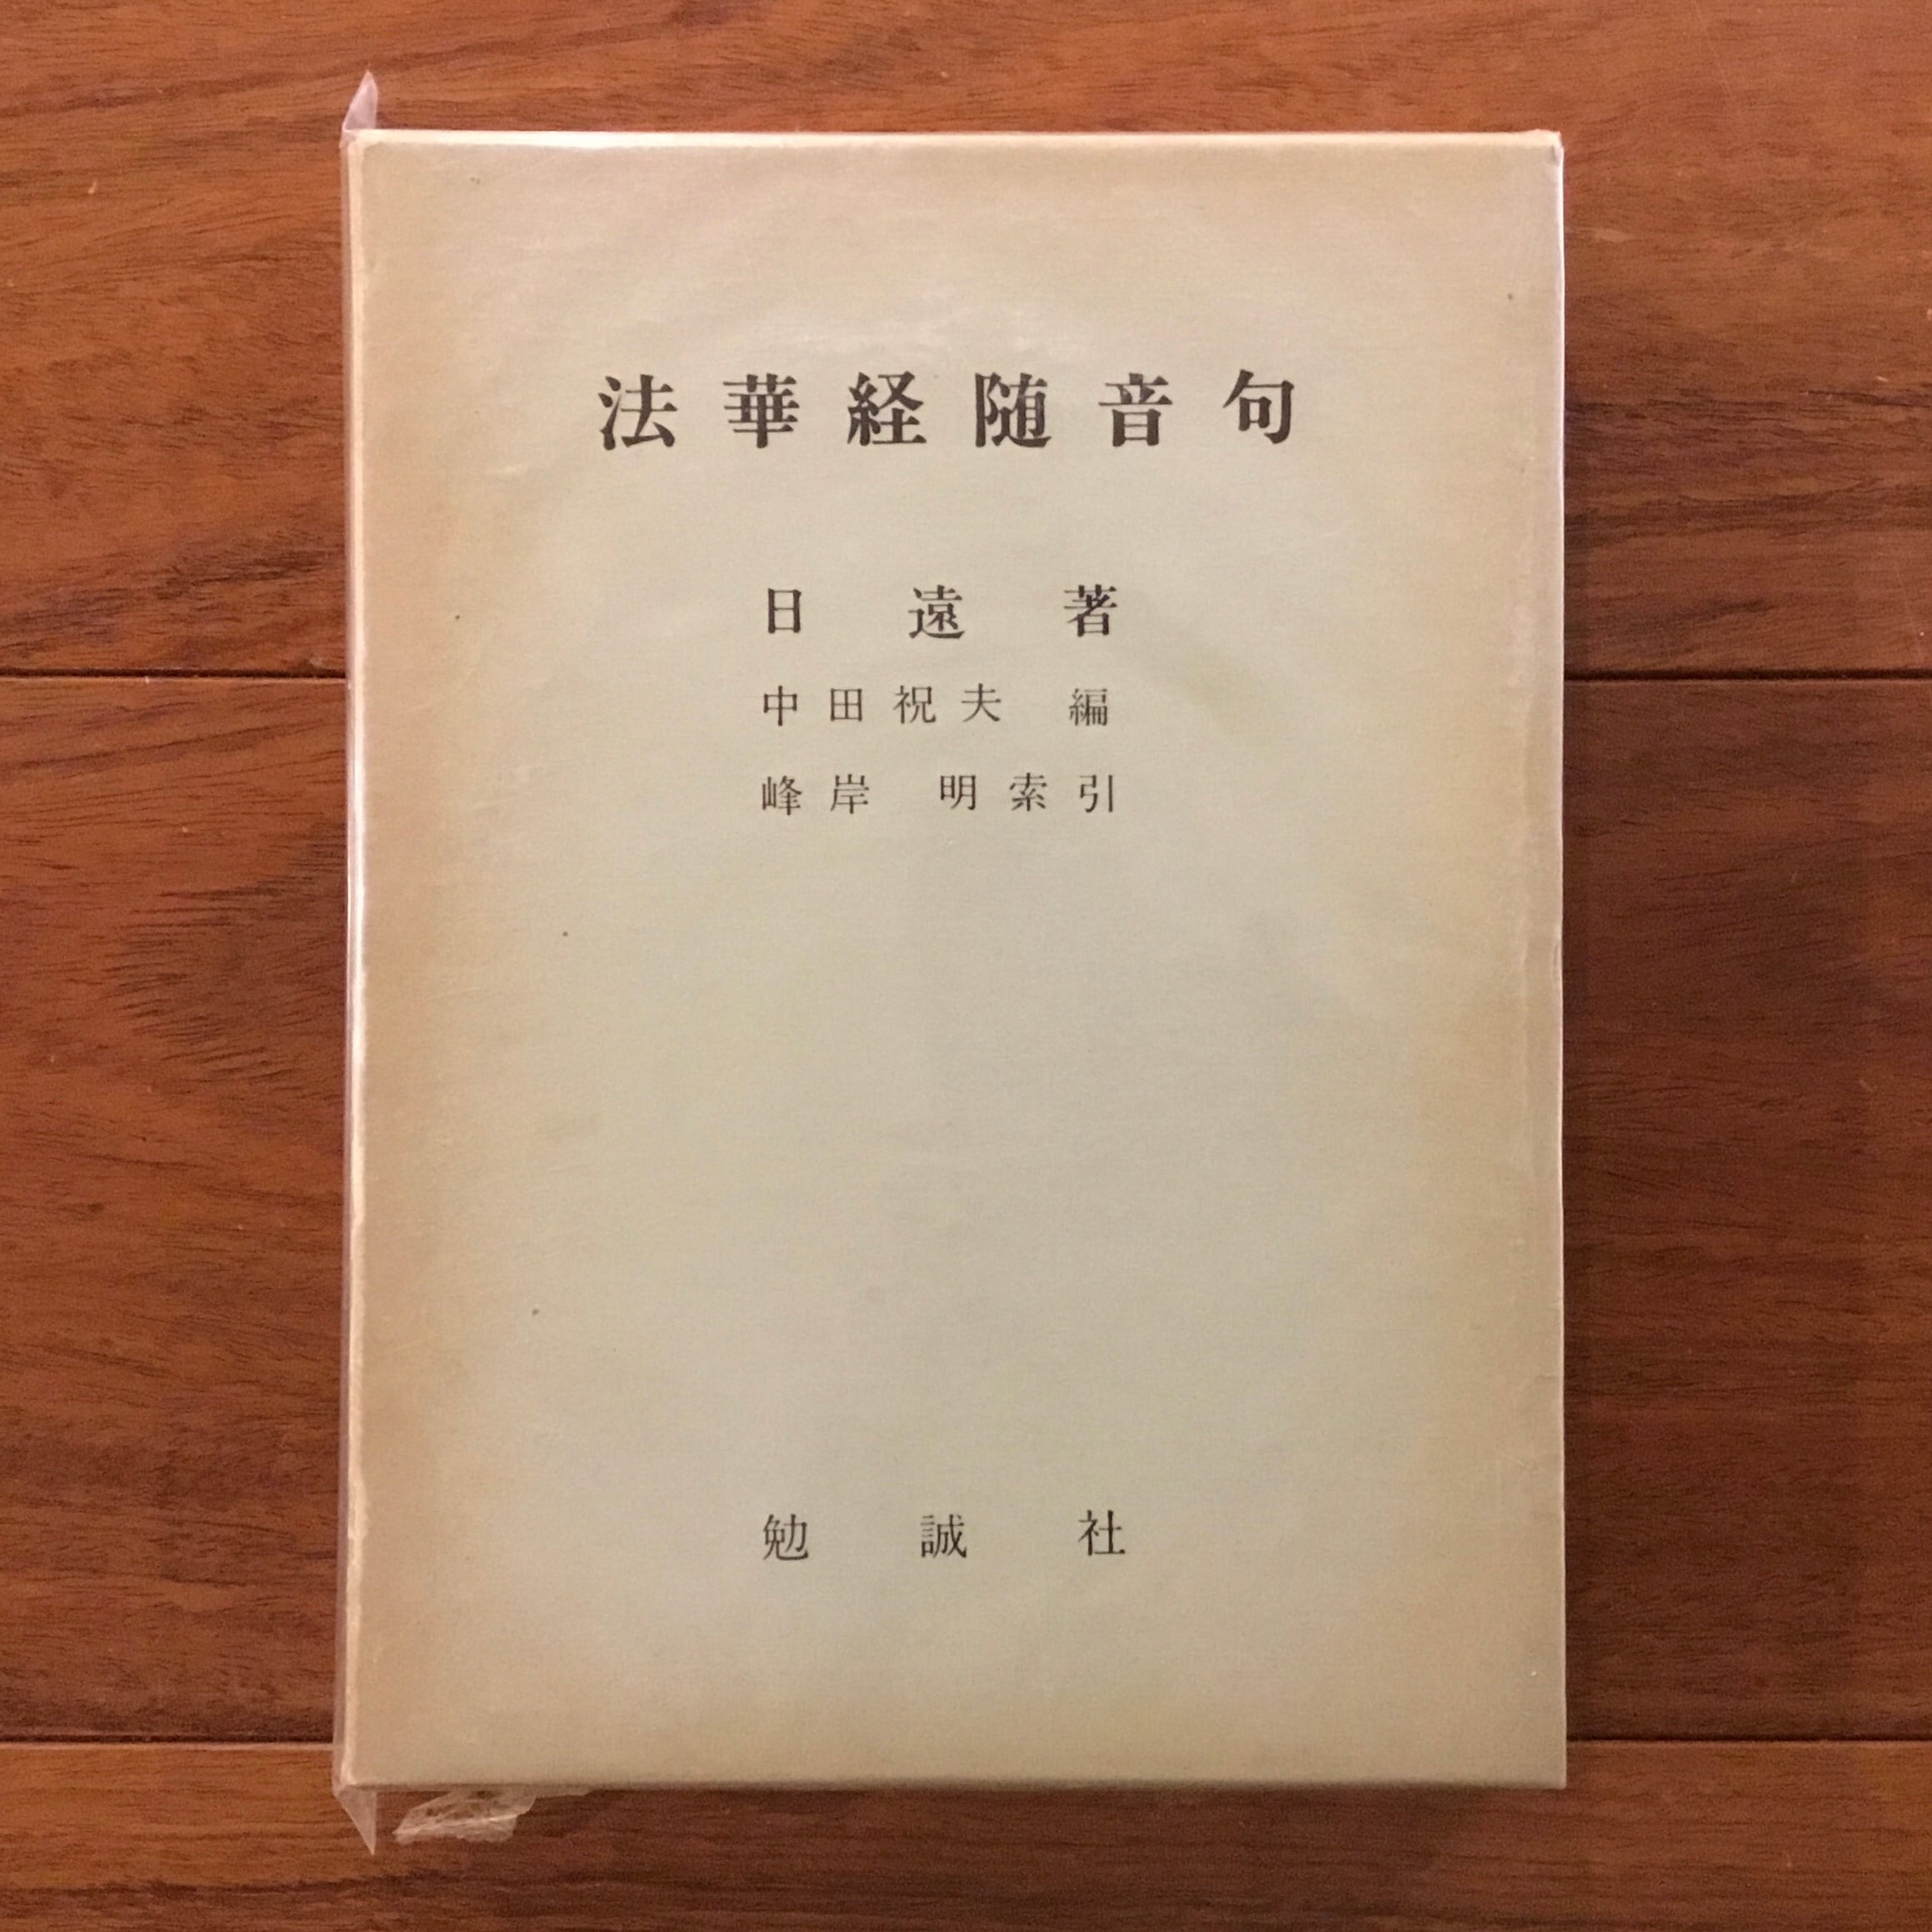 法華経随音句
日遠著
中田祝夫 編
峰岸 明索引
勉誠社